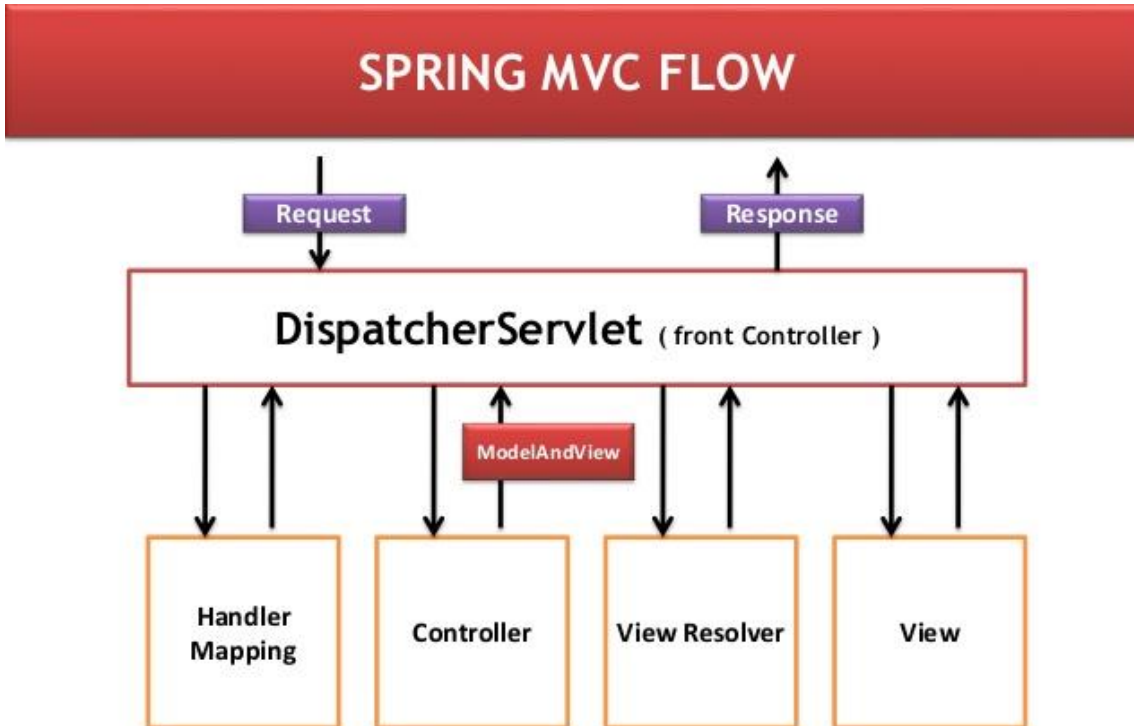 SPRING MVC FLOW
Request
Response
DispatcherServlet ( front Controller )
ModelAndView
Handler
Mapping
Controller
View Resolver
View